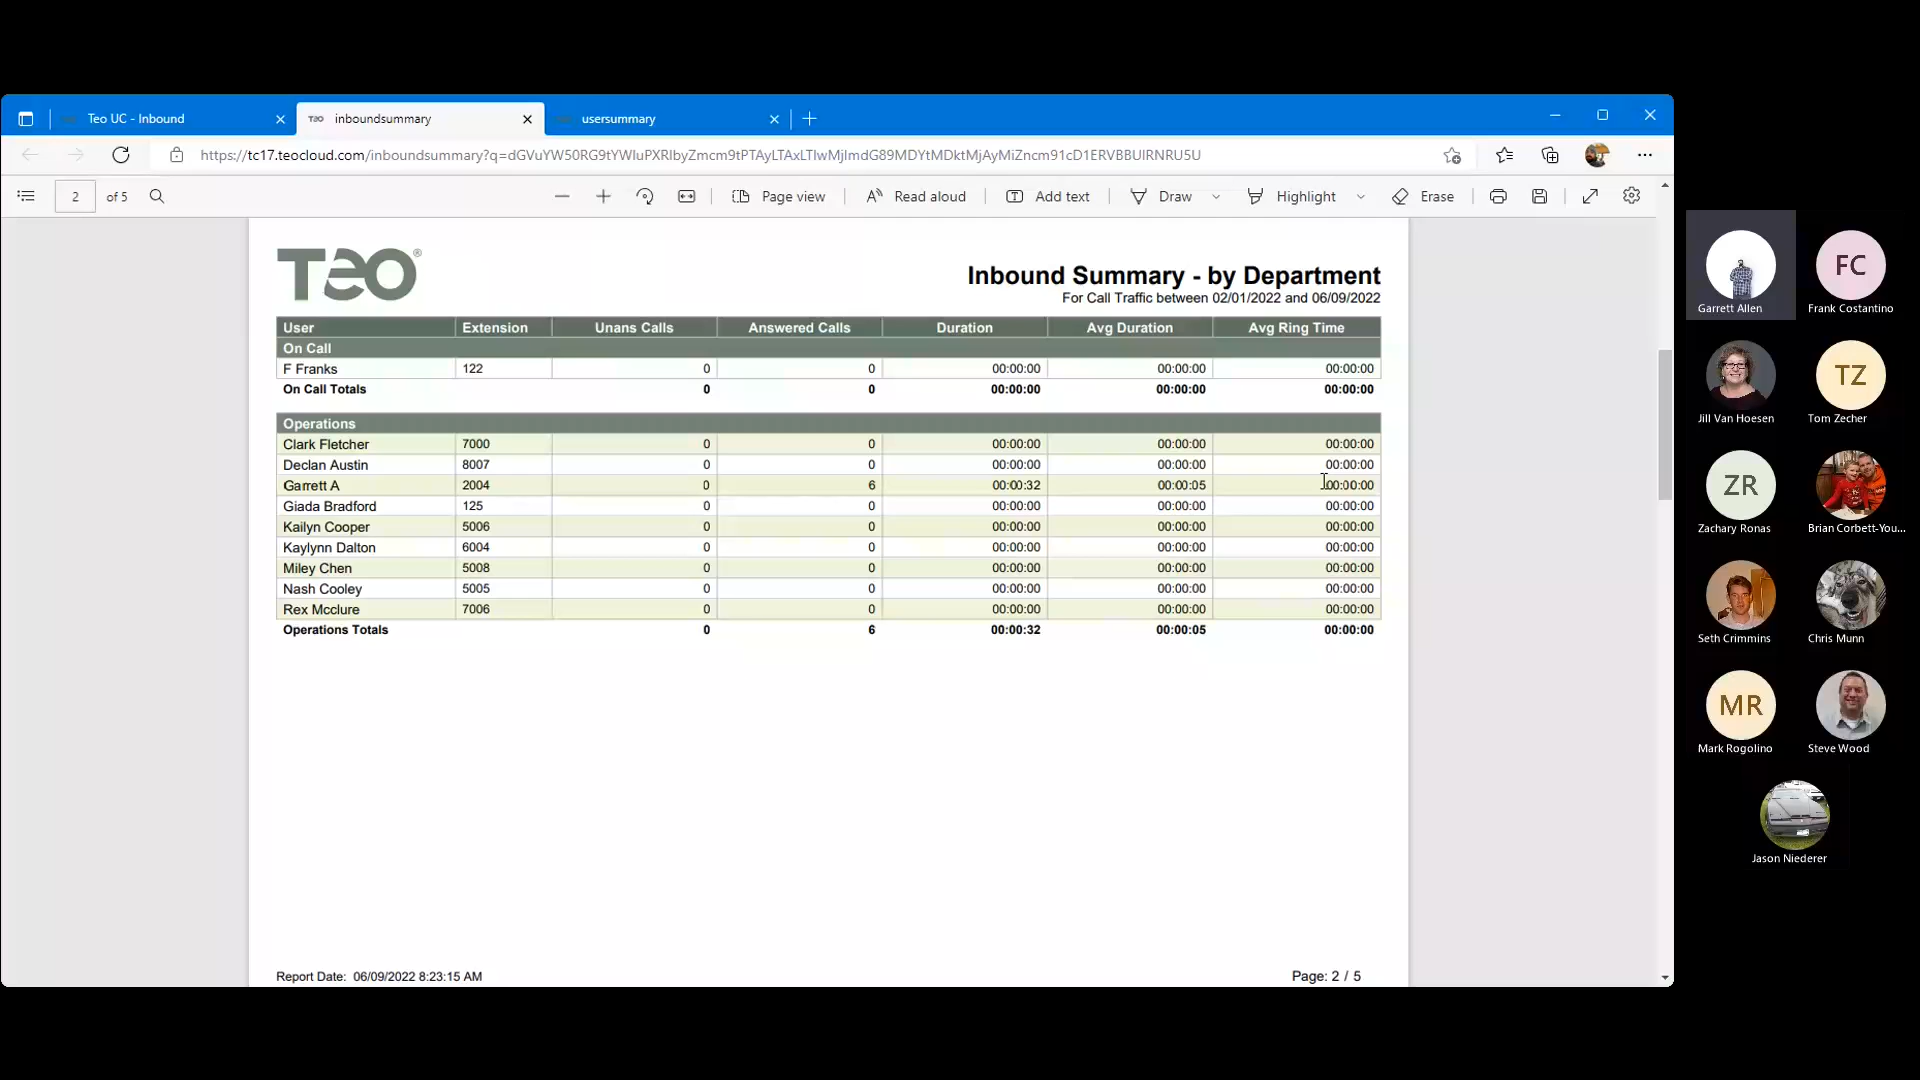 Teo UC - Inbound
TEO inboundsummary
usersummary
https://tc17.teocloud.com/inboundsummary?q=dGVuYW50RG9tYWluPXRlbyZmcm9tPTAyLTAxLTIwMjImdG89MDYtMDktMjAyMiZncm91cD1ERVBBUlRNRU5U
2 of 5 Page view Read aloud Add text Draw Highlight Erase
TEO®
Inbound Summary - by Department
For Call Traffic between 02/01/2022 and 06/09/2022
User Extension Unans Calls Answered Calls Duration Avg Duration Avg Ring Time
On Call
F Franks 122 0 0 00:00:00 00:00:00 00:00:00
On Call Totals 0 0 00:00:00 00:00:00 00:00:00
Operations
Clark Fletcher 7000 0 0 00:00:00 00:00:00 00:00:00
Declan Austin 8007 0 0 00:00:00 00:00:00 00:00:00
Garrett A 2004 0 6 00:00:32 00:00:05 00:00:00
Giada Bradford 125 0 0 00:00:00 00:00:00 00:00:00
Kailyn Cooper 5006 0 0 00:00:00 00:00:00 00:00:00
Kaylynn Dalton 6004 0 0 00:00:00 00:00:00 00:00:00
Miley Chen 5008 0 0 00:00:00 00:00:00 00:00:00
Nash Cooley 5005 0 0 00:00:00 00:00:00 00:00:00
Rex Mcclure 7006 0 0 00:00:00 00:00:00 00:00:00
Operations Totals 0 6 00:00:32 00:00:05 00:00:00
Report Date: 06/09/2022 8:23:15 AM
Page: 2 / 5
FC
Garrett Allen Frank Costantino
TZ
Jill Van Hoesen Tom Zecher
ZR
Zachary Ronas Brian Corbett-You...
Seth Crimmins Chris Munn
MR
Mark Rogolino Steve Wood
Jason Niederer